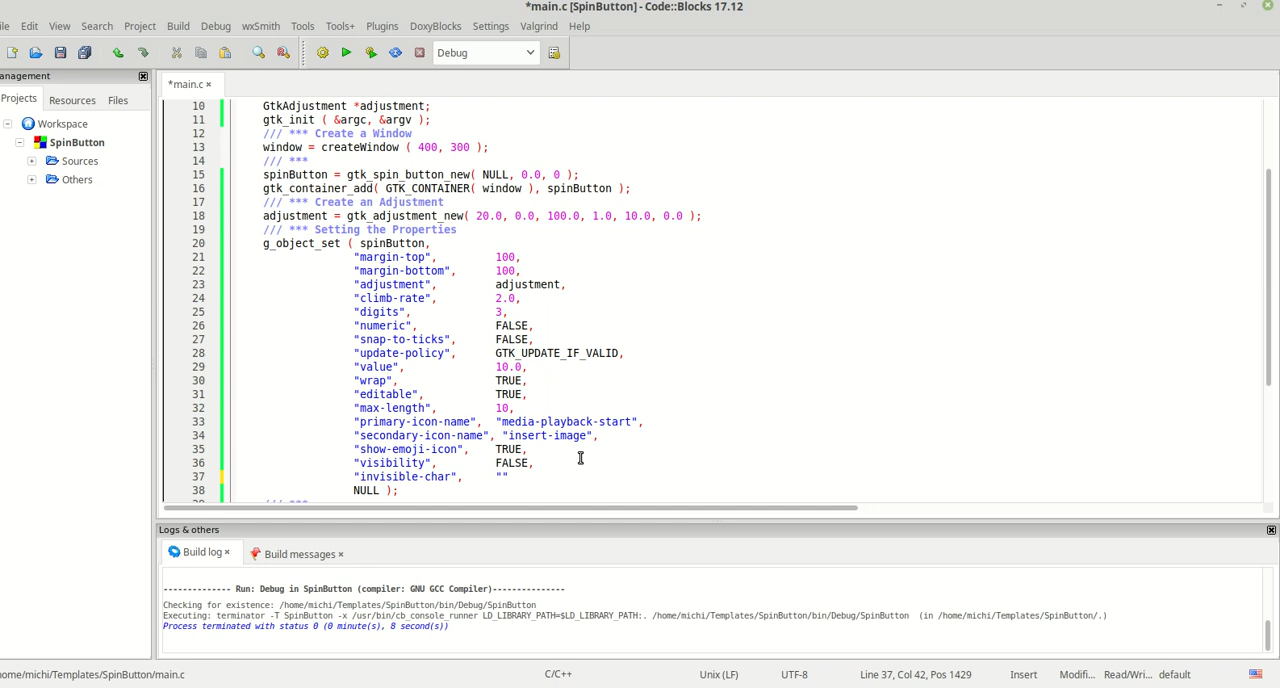 *main.c [SpinButton] - Code::Blocks 17.12
ile Edit View Search Project Build Debug wxSmith Tools Tools+ Plugins DoxyBlocks Settings Valgrind Help
Debug
anagement
*main.c
Projects Resources Files
Workspace
SpinButton
Sources
Others
10 GtkAdjustment *adjustment;
11 gtk_init ( &argc, &argv );
12 /// *** Create a Window
13 window = createWindow ( 400, 300 );
14 /// ***
15 spinButton = gtk_spin_button_new( NULL, 0.0, 0 );
16 gtk_container_add( GTK_CONTAINER( window ), spinButton );
17 /// *** Create an Adjustment
18 adjustment = gtk_adjustment_new( 20.0, 0.0, 100.0, 1.0, 10.0, 0.0 );
19 /// *** Setting the Properties
20 g_object_set ( spinButton,
21 "margin-top", 100,
22 "margin-bottom", 100,
23 "adjustment", adjustment,
24 "climb-rate", 2.0,
25 "digits", 3,
26 "numeric", FALSE,
27 "snap-to-ticks", FALSE,
28 "update-policy", GTK_UPDATE_IF_VALID,
29 "value", 10.0,
30 "wrap", TRUE,
31 "editable", TRUE,
32 "max-length", 10,
33 "primary-icon-name", "media-playback-start",
34 "secondary-icon-name", "insert-image",
35 "show-emoji-icon", TRUE,
36 "visibility", FALSE,
37 "invisible-char", ""
38 NULL );
Logs & others
Build log Build messages
-------------- Run: Debug in SpinButton (compiler: GNU GCC Compiler)---------------
Checking for existence: /home/michi/Templates/SpinButton/bin/Debug/SpinButton
Executing: terminator -T SpinButton -x /usr/bin/cb_console_runner LD_LIBRARY_PATH=$LD_LIBRARY_PATH:. /home/michi/Templates/SpinButton/bin/Debug/SpinButton (in /home/michi/Templates/SpinButton/.)
Process terminated with status 0 (0 minute(s), 8 second(s))
ome/michi/Templates/SpinButton/main.c C/C++ Unix (LF) UTF-8 Line 37, Col 42, Pos 1429 Insert Modifi... Read/Wri... default